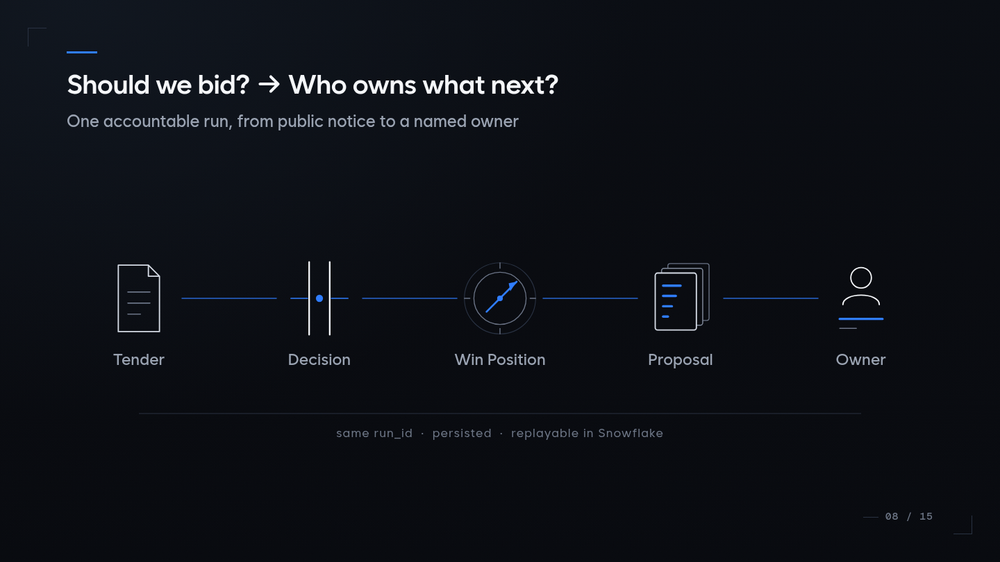 Should we bid? → Who owns what next?
One accountable run, from public notice to a named owner
Tender
Decision
Win Position
Proposal
Owner
same run_id · persisted · replayable in Snowflake
08 / 15